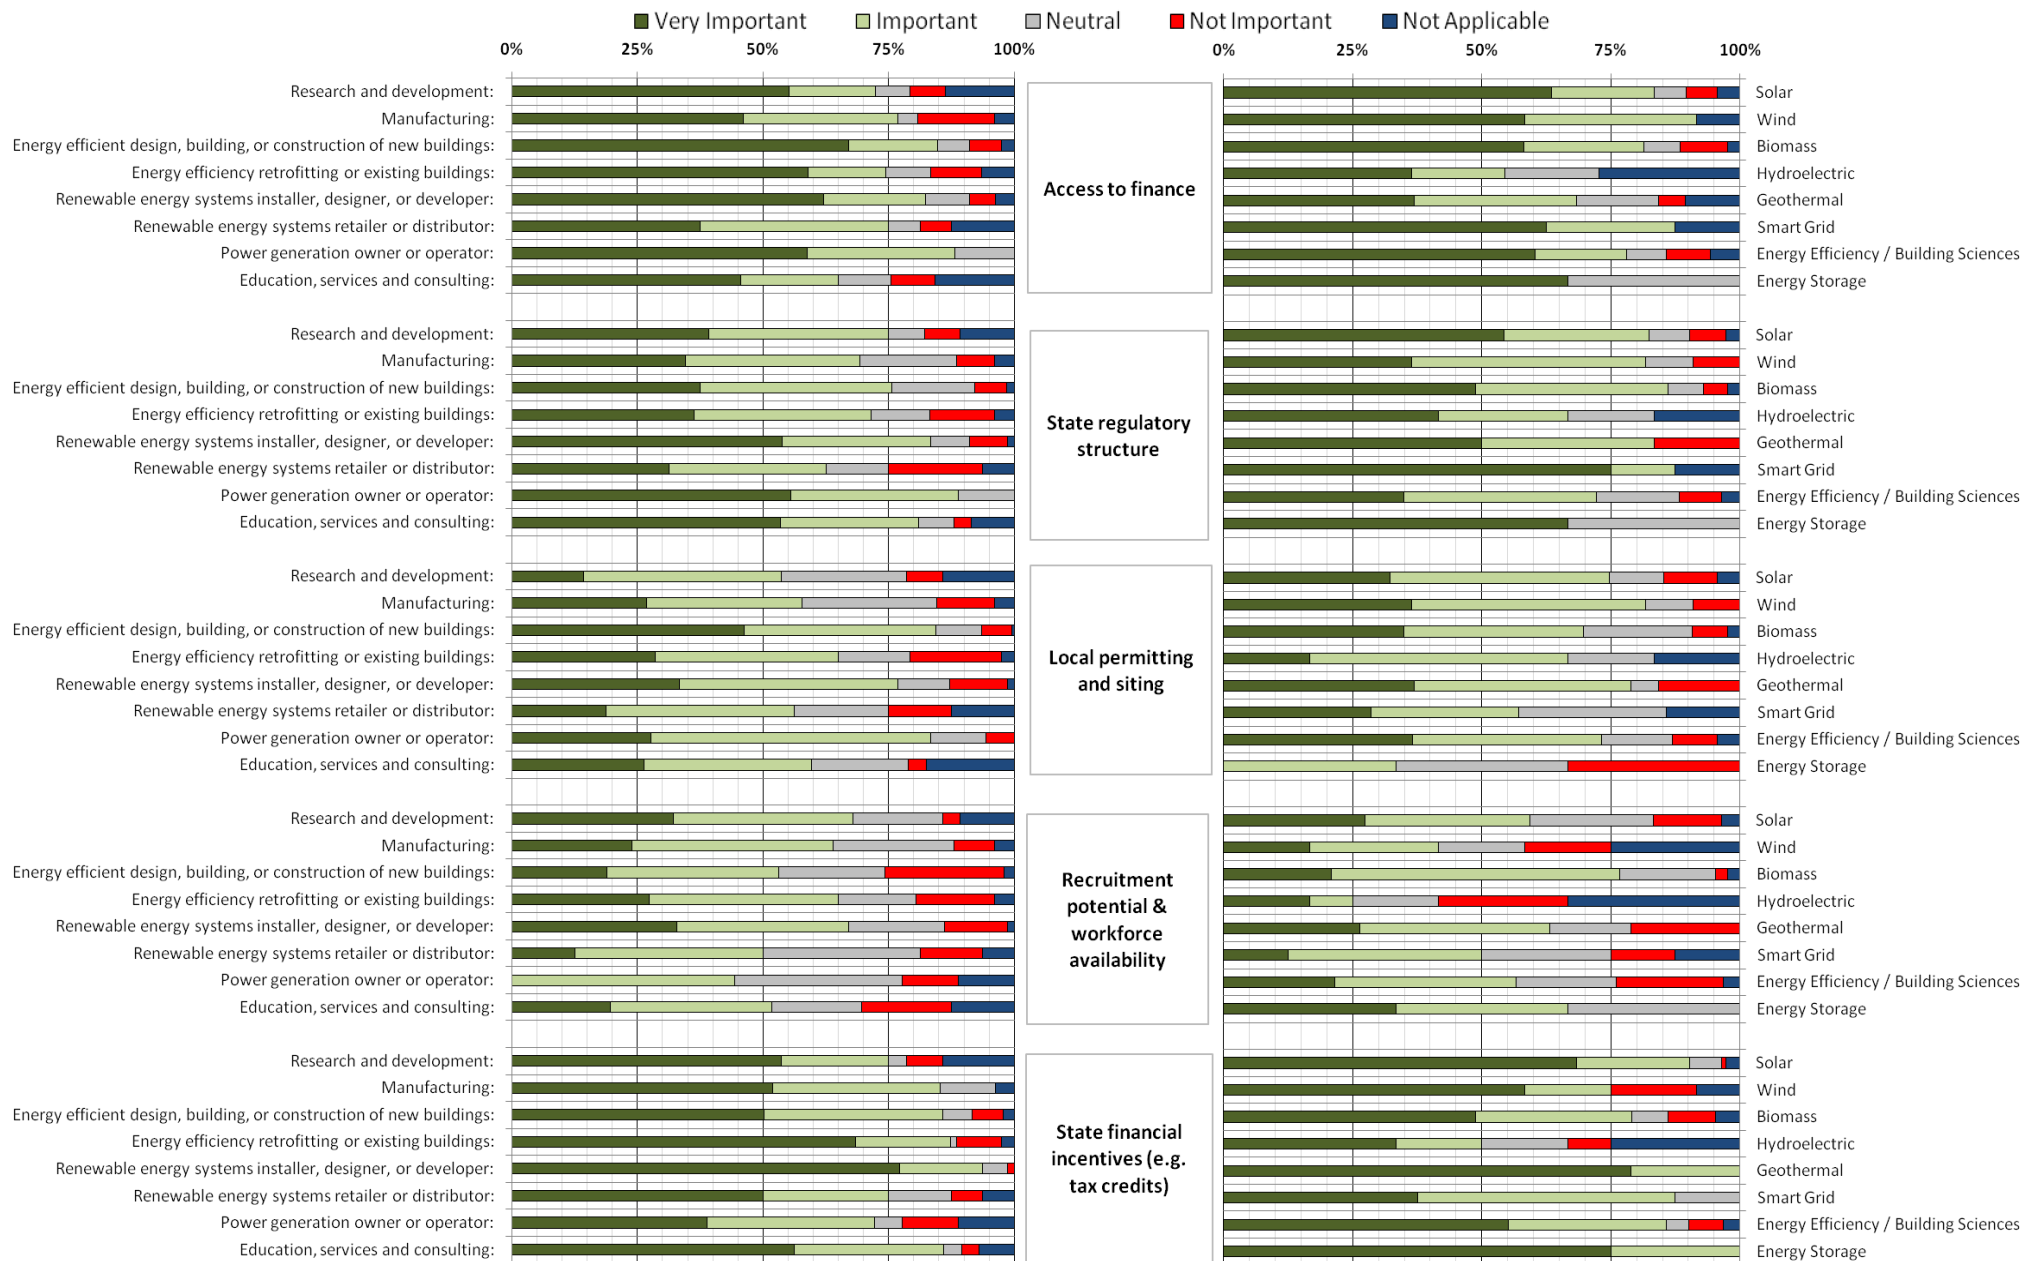 Very Important Important Neutral Not Important Not Applicable
0% 25% 50% 75% 100% 0% 25% 50% 75% 100%
Research and development:
Manufacturing:
Energy efficient design, building, or construction of new buildings:
Energy efficiency retrofitting or existing buildings:
Renewable energy systems installer, designer, or developer:
Renewable energy systems retailer or distributor:
Power generation owner or operator:
Education, services and consulting:
Access to finance
Solar
Wind
Biomass
Hydroelectric
Geothermal
Smart Grid
Energy Efficiency / Building Sciences
Energy Storage
Research and development:
Manufacturing:
Energy efficient design, building, or construction of new buildings:
Energy efficiency retrofitting or existing buildings:
Renewable energy systems installer, designer, or developer:
Renewable energy systems retailer or distributor:
Power generation owner or operator:
Education, services and consulting:
State regulatory
structure
Solar
Wind
Biomass
Hydroelectric
Geothermal
Smart Grid
Energy Efficiency / Building Sciences
Energy Storage
Research and development:
Manufacturing:
Energy efficient design, building, or construction of new buildings:
Energy efficiency retrofitting or existing buildings:
Renewable energy systems installer, designer, or developer:
Renewable energy systems retailer or distributor:
Power generation owner or operator:
Education, services and consulting:
Local permitting
and siting
Solar
Wind
Biomass
Hydroelectric
Geothermal
Smart Grid
Energy Efficiency / Building Sciences
Energy Storage
Research and development:
Manufacturing:
Energy efficient design, building, or construction of new buildings:
Energy efficiency retrofitting or existing buildings:
Renewable energy systems installer, designer, or developer:
Renewable energy systems retailer or distributor:
Power generation owner or operator:
Education, services and consulting:
Recruitment
potential &
workforce
availability
Solar
Wind
Biomass
Hydroelectric
Geothermal
Smart Grid
Energy Efficiency / Building Sciences
Energy Storage
Research and development:
Manufacturing:
Energy efficient design, building, or construction of new buildings:
Energy efficiency retrofitting or existing buildings:
Renewable energy systems installer, designer, or developer:
Renewable energy systems retailer or distributor:
Power generation owner or operator:
Education, services and consulting:
State financial
incentives (e.g.
tax credits)
Solar
Wind
Biomass
Hydroelectric
Geothermal
Smart Grid
Energy Efficiency / Building Sciences
Energy Storage